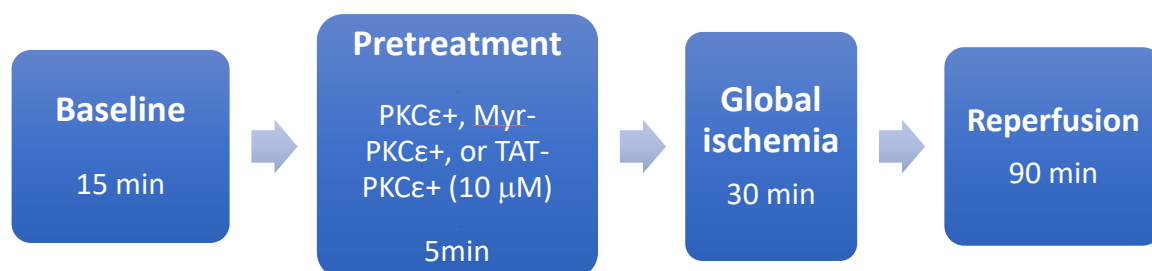 Baseline
15 min
Pretreatment
PKCε+, Myr-
PKCε+, or TAT-
PKCε+ (10 μM)
5min
Global
ischemia
30 min
Reperfusion
90 min